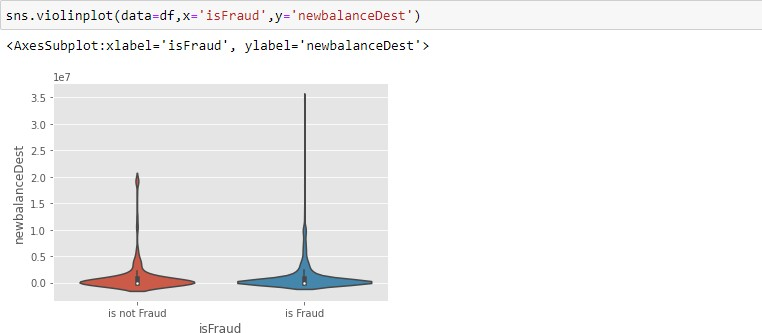 sns.violinplot(data=df,x='isFraud',y='newbalanceDest')
<AxesSubplot:xlabel='isFraud', ylabel='newbalanceDest'>
1e7
3.5
3.0
2.5
2.0
1.5
1.0
0.5
0.0
newbalanceDest
is not Fraud
is Fraud
isFraud